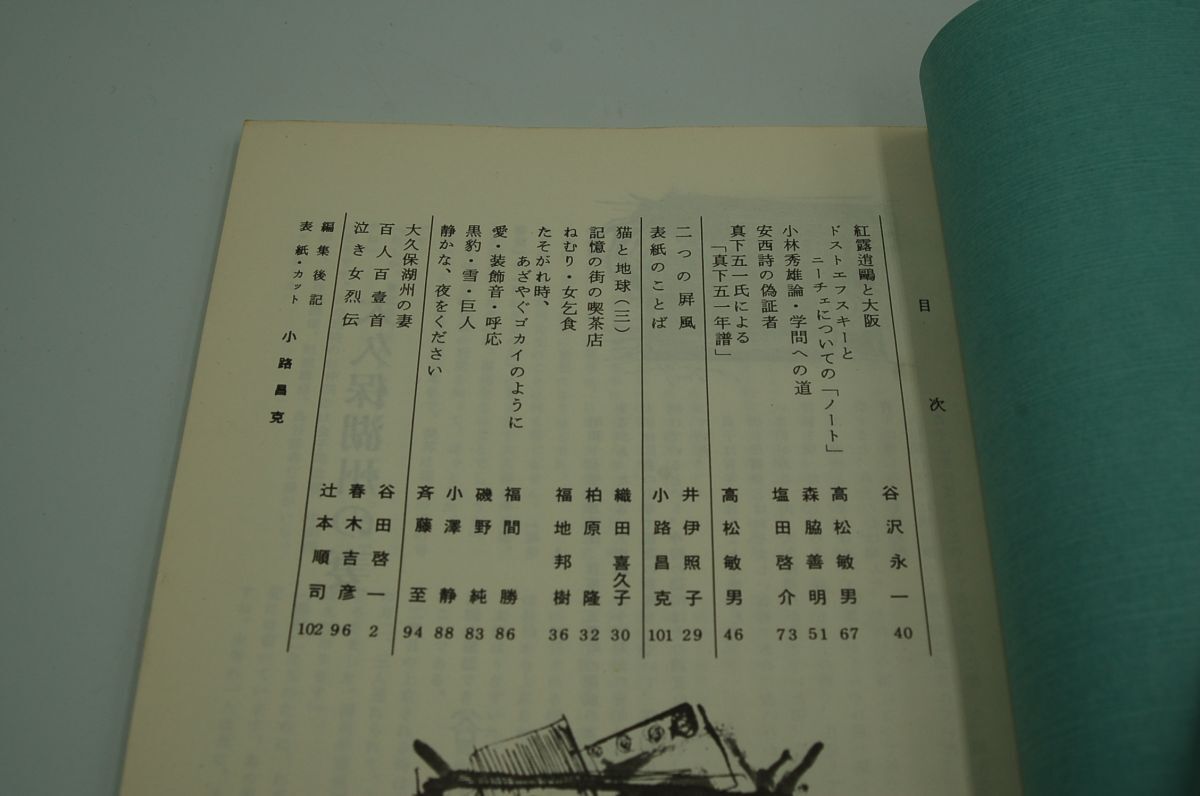 目次
紅露逍鷗と大阪 谷沢永一 40
ドストエフスキーと
ニーチェについての「ノート」 高松敏男 67
小林秀雄論・学問への道 森脇善明 51
安西詩の偽証者 塩田啓介 73
真下五一氏による
「真下五一年譜」 高松敏男 46
二つの屛風 井伊照子 29
表紙のことば 小路昌克 101
猫と地球(三) 織田喜久子 30
記憶の街の喫茶店 柏原隆 32
ねむり・女乞食 福地邦樹 36
たそがれ時、
あざやぐゴカイのように 福間勝 86
愛・装飾音・呼応 磯野純 83
黒豹・雪・巨人 小澤静 88
静かな、夜をください 斉藤至 94
大久保湖州の妻 谷田啓一 2
百人百壹首 春木吉彦 96
泣き女烈伝 辻本順司 102
編集後記
表紙・カット 小路昌克
久保湖州の